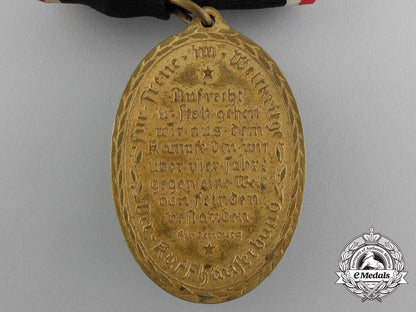 Für Treue im Weltkriege
Aufrecht
u. stolz gehen
wir aus dem
Kampfe den wir
über vier Jahre
gegen eine Welt
von Feinden
bestanden
Hindenburg
Der Kyffhäuserbund
eMedals